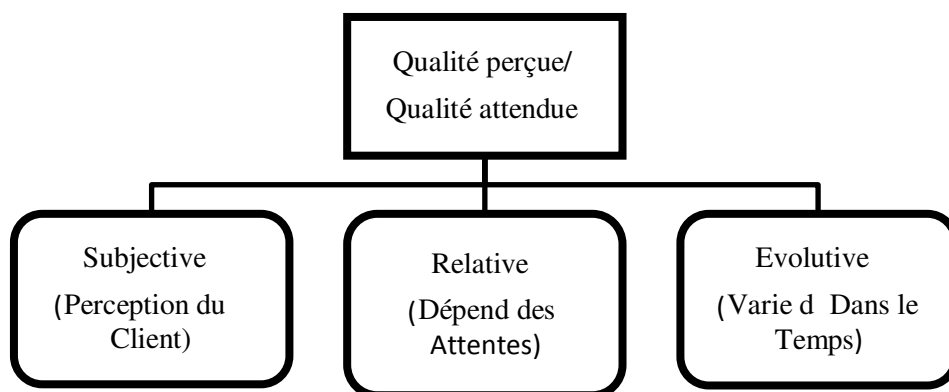 Qualité perçue/
Qualité attendue
Subjective
(Perception du
Client)
Relative
(Dépend des
Attentes)
Evolutive
(Varie d Dans le
Temps)